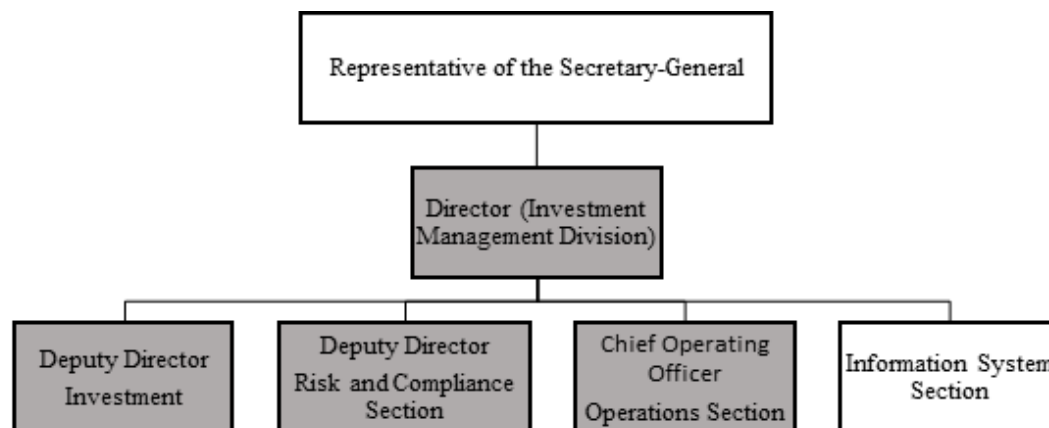 Representative of the Secretary-General
Director (Investment
Management Division)
Deputy Director
Investment
Deputy Director
Risk and Compliance
Section
Chief Operating
Officer
Operations Section
Information System
Section